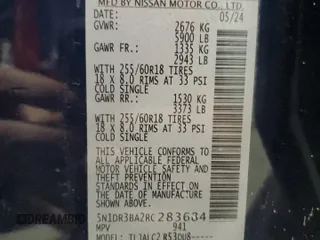 MFD BY NISSAN MOTOR CO., LTD.
DATE: 05/24
GVWR: 2676 KG
5900 LB
GAWR FR.: 1335 KG
2943 LB
WITH 255/60R18 TIRES
18 X 8.0 RIMS AT 33 PSI
COLD SINGLE
GAWR RR.: 1530 KG
3373 LB
WITH 255/60R18 TIRES
18 X 8.0 RIMS AT 33 PSI
COLD SINGLE
THIS VEHICLE CONFORMS TO
ALL APPLICABLE FEDERAL
MOTOR VEHICLE SAFETY
AND THEFT PREVENTION
STANDARDS IN EFFECT
ON THE DATE OF
MANUFACTURE SHOWN ABOVE.
5N1DR3BA2RC283634
MPV 941
MODEL